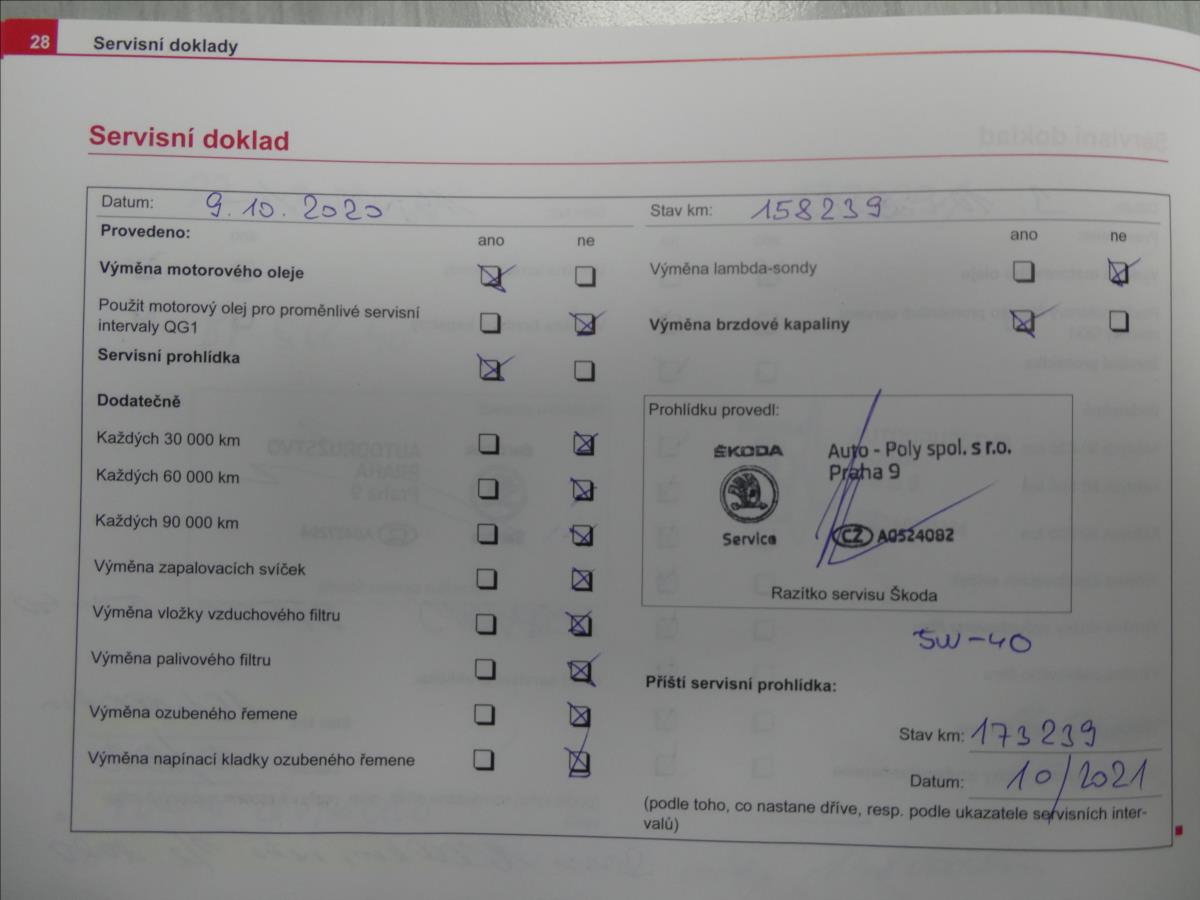 28 Servisní doklady
Servisní doklad
Datum: 9.10.2020
Provedeno: ano ne
Výměna motorového oleje
Použit motorový olej pro proměnlivé servisní
intervaly QG1
Servisní prohlídka
Dodatečně
Každých 30 000 km
Každých 60 000 km
Každých 90 000 km
Výměna zapalovacích svíček
Výměna vložky vzduchového filtru
Výměna palivového filtru
Výměna ozubeného řemene
Výměna napínací kladky ozubeného řemene
Stav km: 158239
ano ne
Výměna lambda-sondy
Výměna brzdové kapaliny
Prohlídku provedl:
ŠKODA
Service
Auto - Poly spol. s r.o.
Praha 9
CZ A0524082
Razítko servisu Škoda
5W-40
Příští servisní prohlídka:
Stav km: 173239
Datum: 10/2021
(podle toho, co nastane dříve, resp. podle ukazatele servisních inter-
valů)